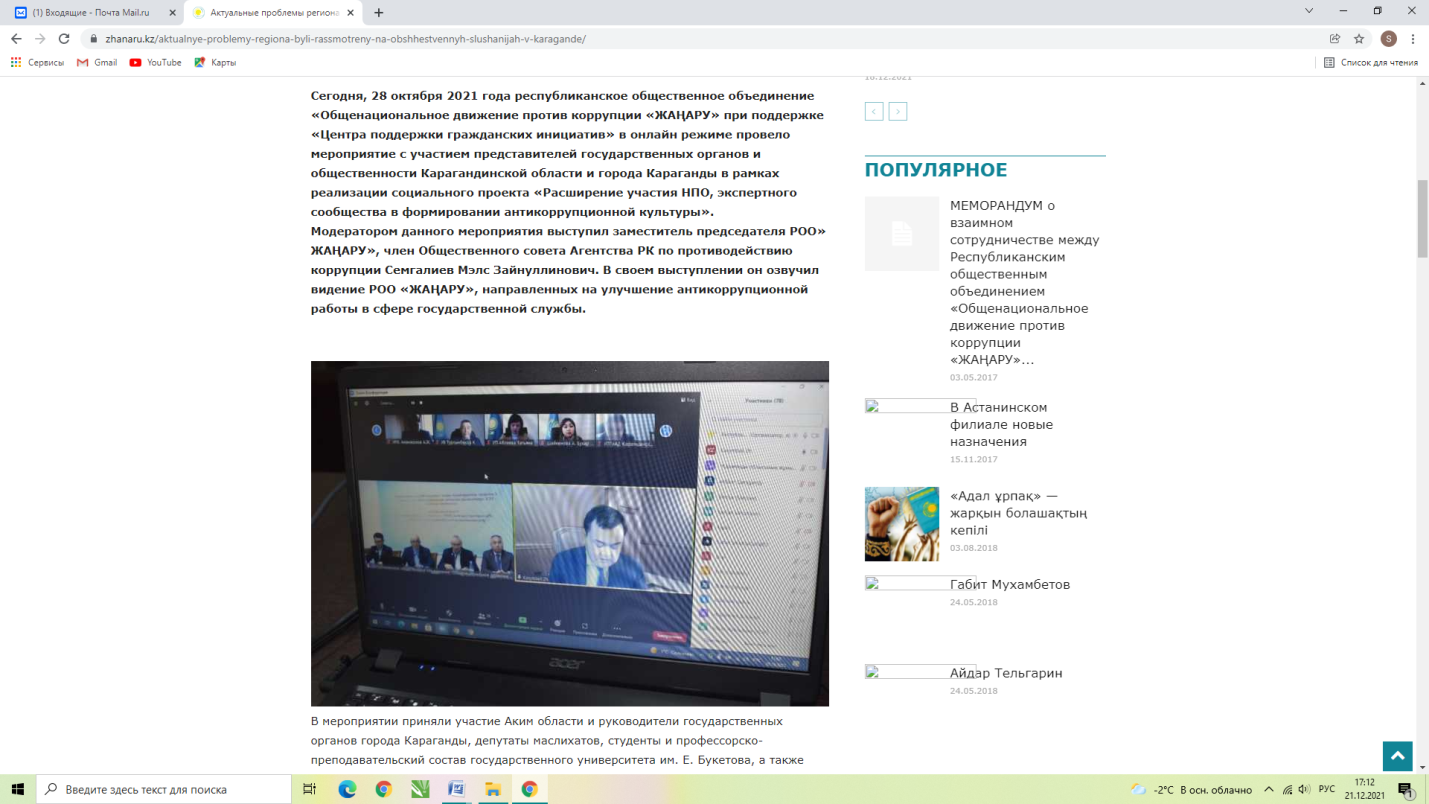 (1) Входящие - Почта Mail.ru
Актуальные проблемы региона
zhanaru.kz/aktualnye-problemy-regiona-byli-rassmotreny-na-obshhestvennyh-slushanijah-v-karagande/
S
Сервисы
Gmail
YouTube
Карты
Список для чтения
Сегодня, 28 октября 2021 года республиканское общественное объединение
«Общенациональное движение против коррупции «ЖАҢАРУ» при поддержке
«Центра поддержки гражданских инициатив» в онлайн режиме провело
мероприятие с участием представителей государственных органов и
общественности Карагандинской области и города Караганды в рамках
реализации социального проекта «Расширение участия НПО, экспертного
сообщества в формировании антикоррупционной культуры».
Модератором данного мероприятия выступил заместитель председателя РОО»
ЖАҢАРУ», член Общественного совета Агентства РК по противодействию
коррупции Семгалиев Мэлс Зайнуллинович. В своем выступлении он озвучил
видение РОО «ЖАҢАРУ», направленных на улучшение антикоррупционной
работы в сфере государственной службы.
acer
В мероприятии приняли участие Аким области и руководители государственных
органов города Караганды, депутаты маслихатов, студенты и профессорско-
преподавательский состав государственного университета им. Е. Букетова, а также
16.12.2021
ПОПУЛЯРНОЕ
МЕМОРАНДУМ о
взаимном
сотрудничестве между
Республиканским
общественным
объединением
«Общенациональное
движение против
коррупции
«ЖАҢАРУ»...
03.05.2017
В Астанинском
филиале новые
назначения
15.11.2017
«Адал ұрпақ» —
жарқын болашақтың
кепілі
03.08.2018
Габит Мухамбетов
24.05.2018
Айдар Тельгарин
24.05.2018
Введите здесь текст для поиска
-2°C В осн. облачно
РУС
17:12
21.12.2021
1